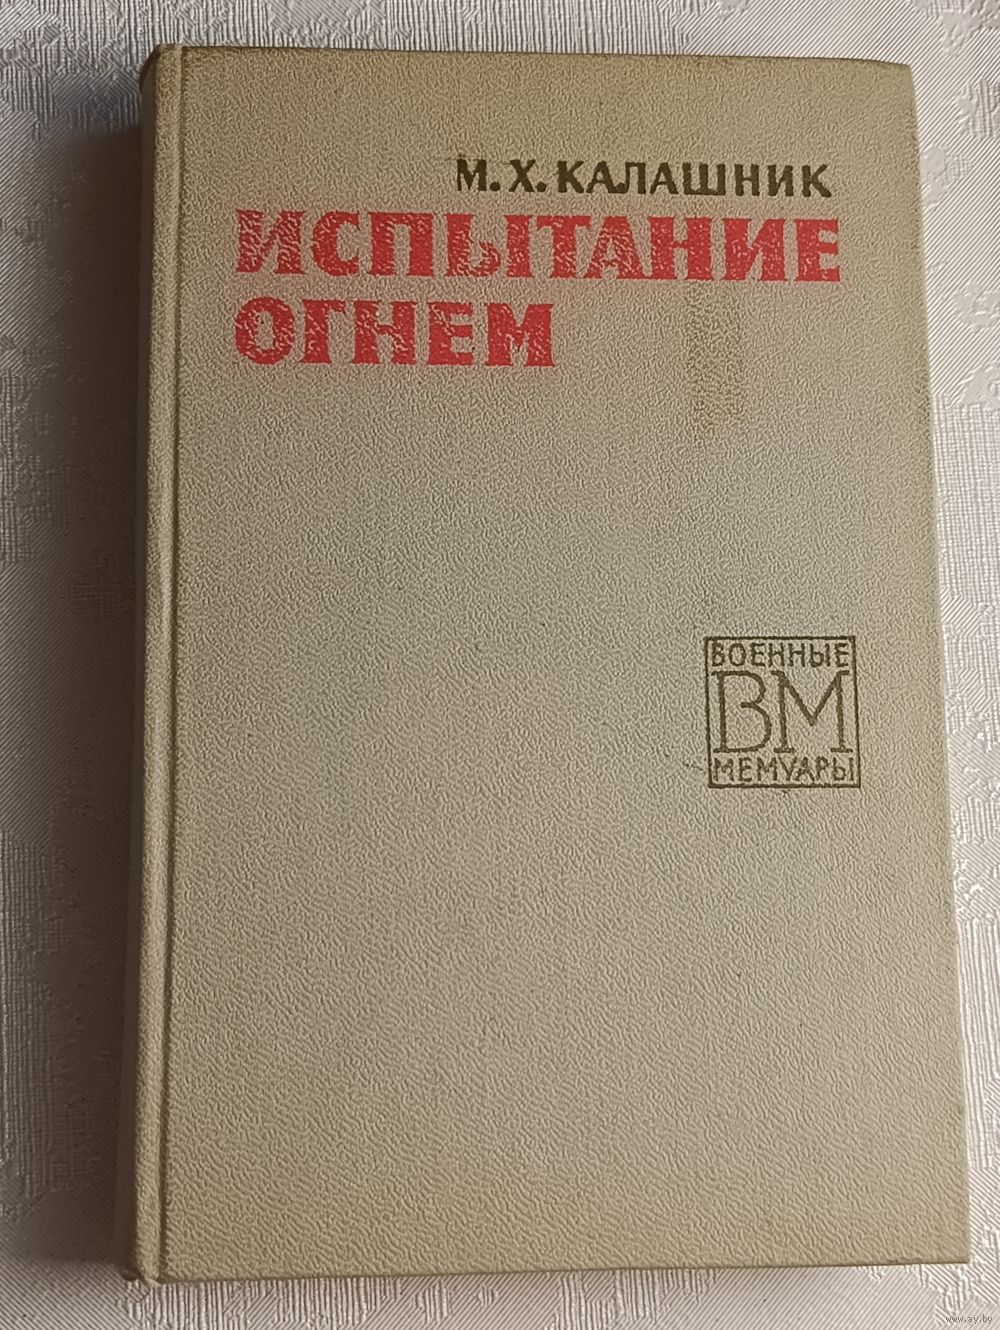 М. Х. КАЛАШНИК
ИСПЫТАНИЕ
ОГНЕМ
ВОЕННЫЕ
ВМ
МЕМУАРЫ
www.ay.by